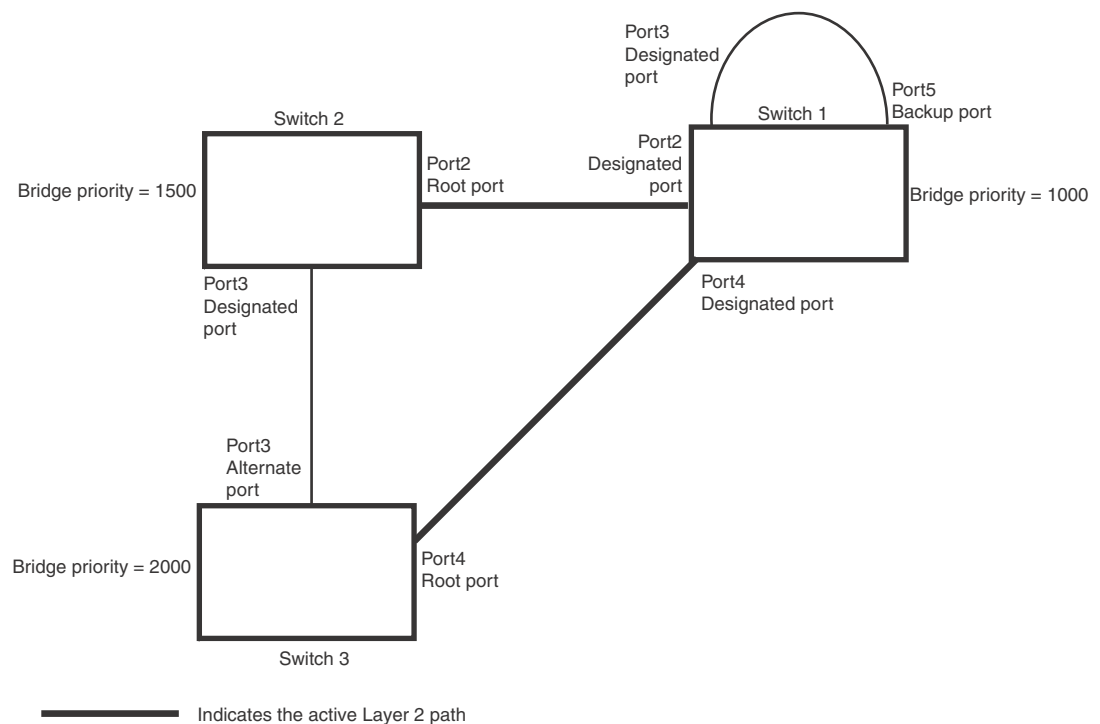 Port3
Designated
port
Port5
Backup port
Switch 2
Switch 1
Port2
Root port
Port2
Designated
port
Bridge priority = 1500
Bridge priority = 1000
Port3
Designated
port
Port4
Designated port
Port3
Alternate
port
Bridge priority = 2000
Port4
Root port
Switch 3
Indicates the active Layer 2 path